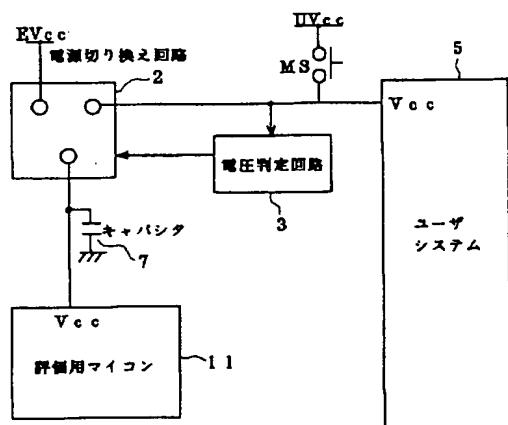 EVcc
電源切り換え回路
2
UVcc
MS
5
Vcc
電圧判定回路
3
ユーザ
システム
キャパシタ
7
Vcc
評価用マイコン
11